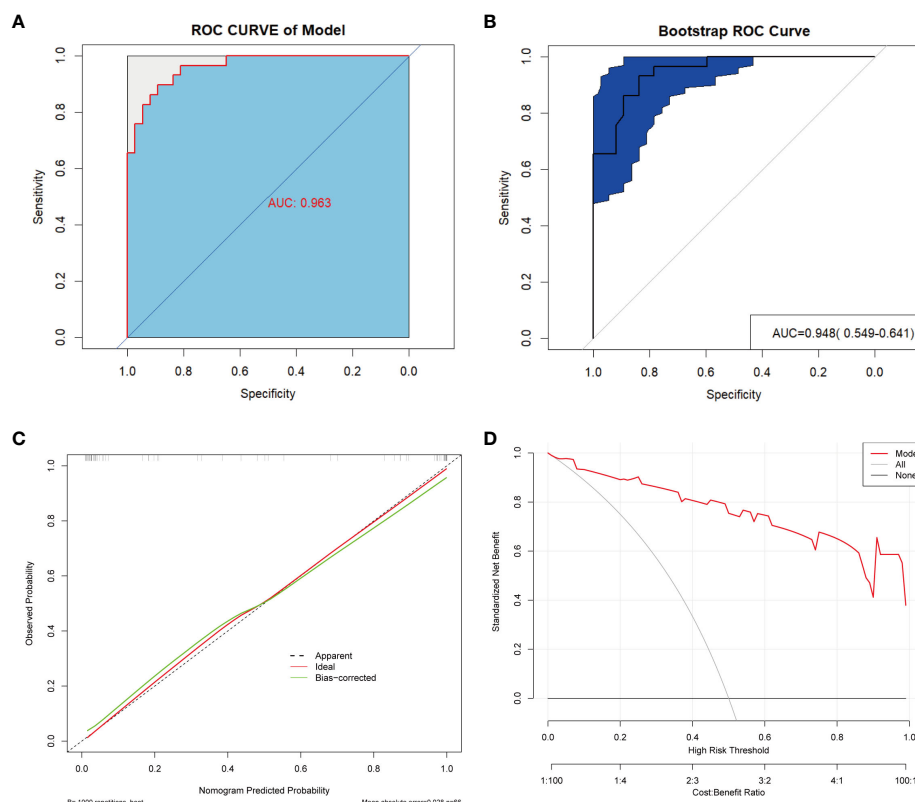 A
ROC CURVE of Model
Sensitivity
0.0 0.2 0.4 0.6 0.8 1.0
AUC: 0.963
1.0 0.8 0.6 0.4 0.2 0.0
Specificity
B
Bootstrap ROC Curve
Sensitivity
0.0 0.2 0.4 0.6 0.8 1.0
AUC=0.948( 0.549-0.641)
1.0 0.8 0.6 0.4 0.2 0.0
Specificity
C
Observed Probability
0.0 0.2 0.4 0.6 0.8 1.0
Apparent
Ideal
Bias-corrected
0.0 0.2 0.4 0.6 0.8 1.0
Nomogram Predicted Probability
D
Standardized Net Benefit
0.0 0.2 0.4 0.6 0.8 1.0
Mode
All
None
0.0 0.2 0.4 0.6 0.8 1.0
High Risk Threshold
1:100 1:4 2:3 3:2 4:1 100:1
Cost:Benefit Ratio